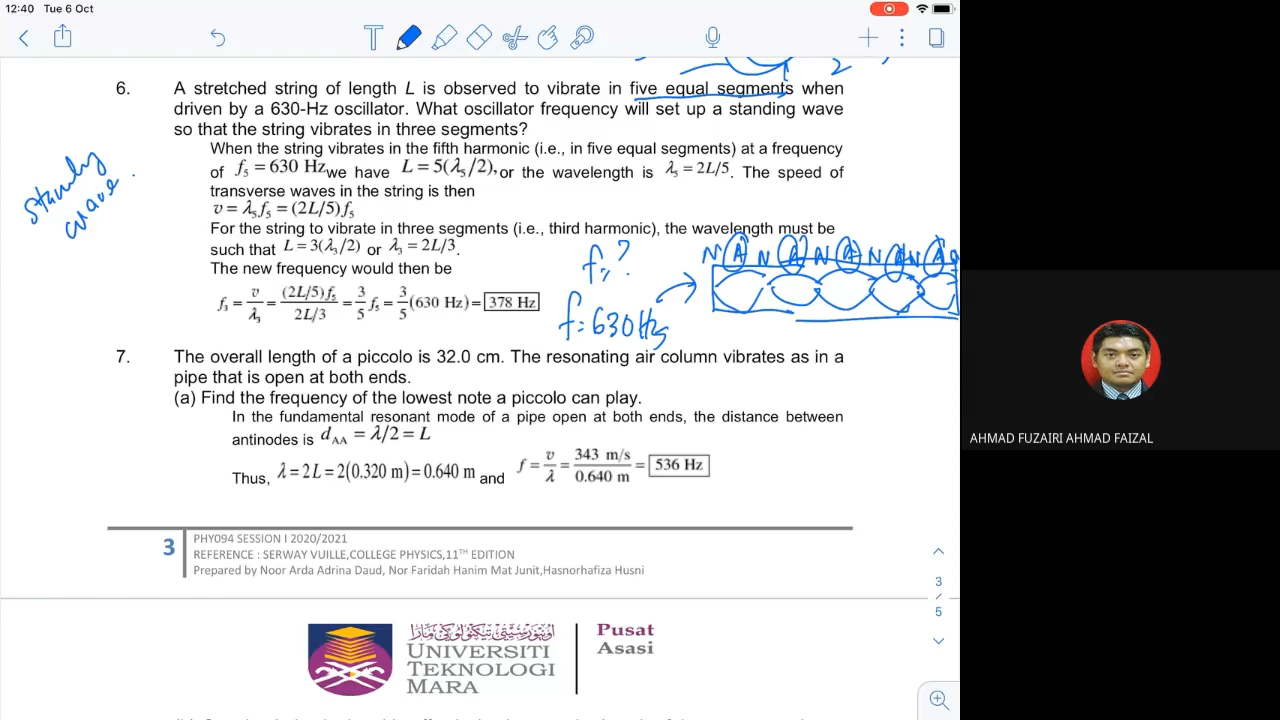 12:40 Tue 6 Oct
2
6.
A stretched string of length L is observed to vibrate in five equal segments when
driven by a 630-Hz oscillator. What oscillator frequency will set up a standing wave
so that the string vibrates in three segments?
When the string vibrates in the fifth harmonic (i.e., in five equal segments) at a frequency
of f₅ = 630 Hz we have L = 5(λ₅/2), or the wavelength is λ₅ = 2L/5. The speed of
transverse waves in the string is then
v = λ₅f₅ = (2L/5)f₅
For the string to vibrate in three segments (i.e., third harmonic), the wavelength must be
such that L = 3(λ₃/2) or λ₃ = 2L/3.
The new frequency would then be
f₃ = v/λ₃ = (2L/5)f₅/(2L/3) = 3/5 f₅ = 3/5 (630 Hz) = 378 Hz
wave
N A N A N A N A N A
f = 630 Hz
7.
The overall length of a piccolo is 32.0 cm. The resonating air column vibrates as in a
pipe that is open at both ends.
(a) Find the frequency of the lowest note a piccolo can play.
In the fundamental resonant mode of a pipe open at both ends, the distance between
antinodes is d_AA = λ/2 = L
Thus, λ = 2L = 2(0.320 m) = 0.640 m and f = v/λ = 343 m/s / 0.640 m = 536 Hz
3
PHY094 SESSION I 2020/2021
REFERENCE : SERWAY VUILLE,COLLEGE PHYSICS,11TH EDITION
Prepared by Noor Arda Adrina Daud, Nor Faridah Hanim Mat Junit,Hasnorhafiza Husni
3
/
5
اونيۏرسيتي تيكنولوڬي مارا
UNIVERSITI
TEKNOLOGI
MARA
Pusat
Asasi
AHMAD FUZAIRI AHMAD FAIZAL